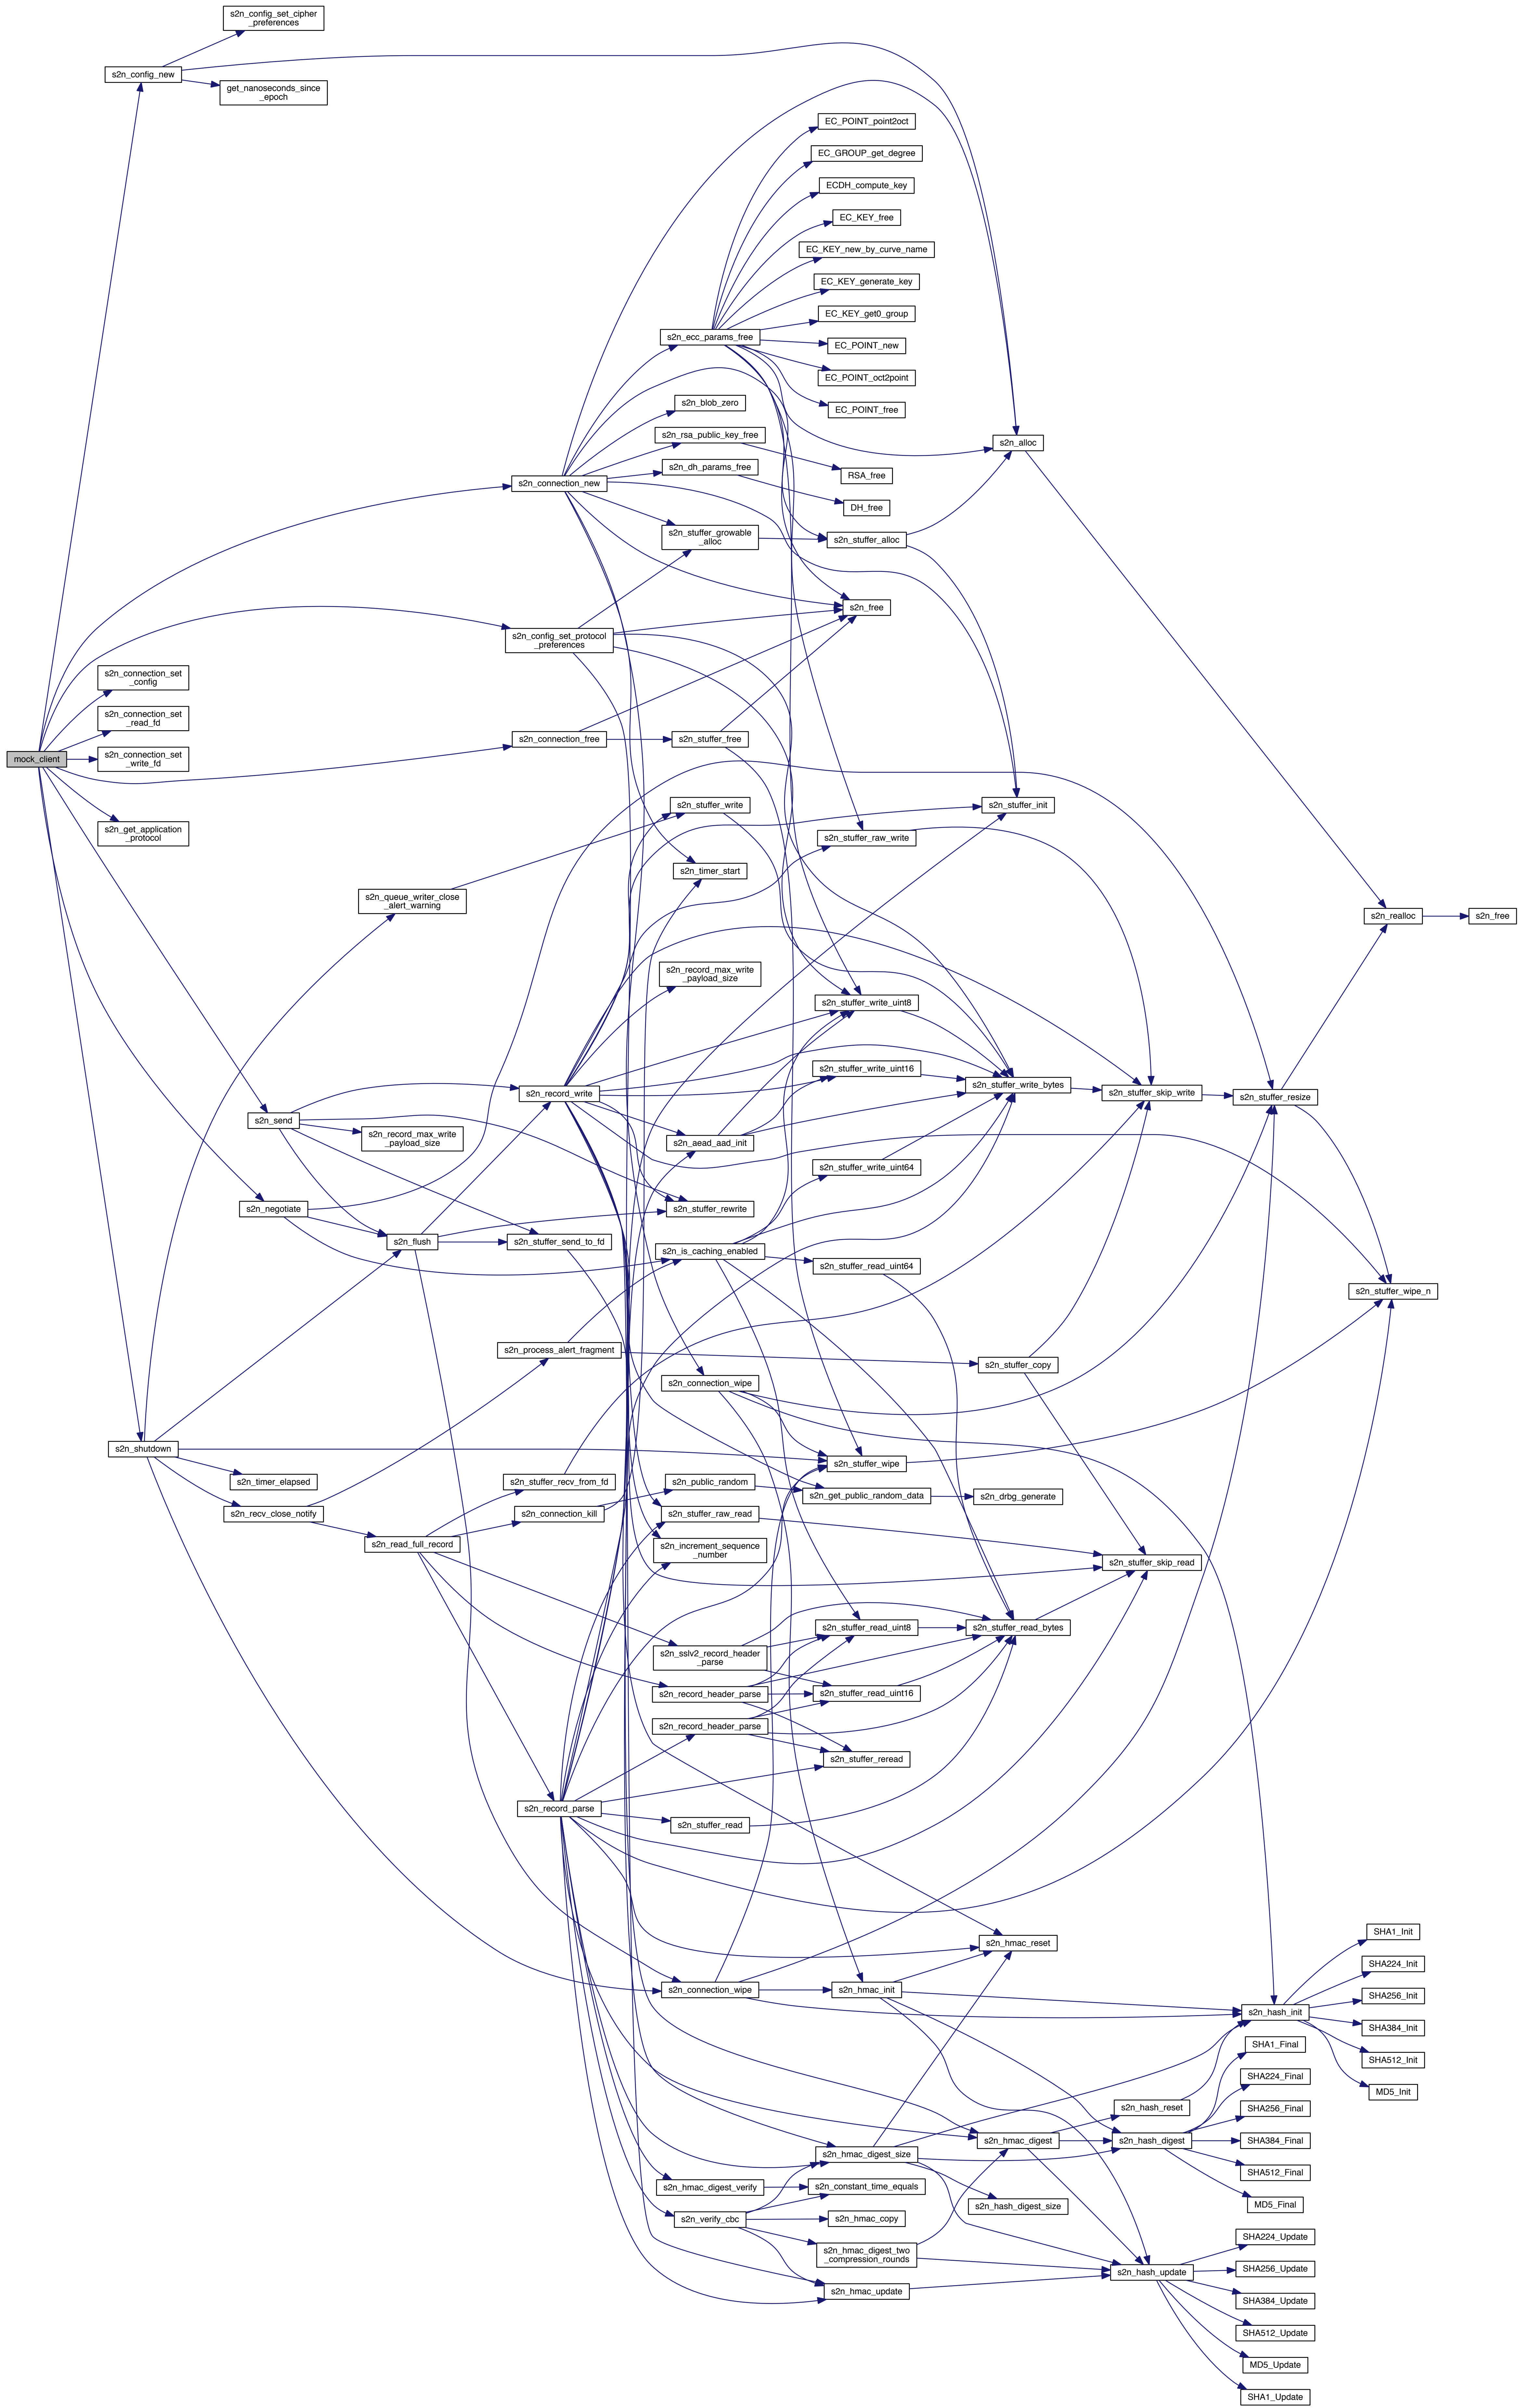 s2n_config_set_cipher
_preferences
s2n_config_new
get_nanoseconds_since
_epoch
EC_POINT_point2oct
EC_GROUP_get_degree
ECDH_compute_key
EC_KEY_free
EC_KEY_new_by_curve_name
EC_KEY_generate_key
EC_KEY_get0_group
s2n_ecc_params_free
EC_POINT_new
EC_POINT_oct2point
s2n_blob_zero
EC_POINT_free
s2n_rsa_public_key_free
s2n_alloc
s2n_dh_params_free
RSA_free
s2n_connection_new
DH_free
s2n_stuffer_growable
_alloc
s2n_stuffer_alloc
s2n_free
s2n_config_set_protocol
_preferences
s2n_connection_set
_config
s2n_connection_set
_read_fd
s2n_connection_free
s2n_stuffer_free
s2n_connection_set
_write_fd
mock_client
s2n_stuffer_write
s2n_stuffer_init
s2n_get_application
_protocol
s2n_stuffer_raw_write
s2n_timer_start
s2n_queue_writer_close
_alert_warning
s2n_realloc
s2n_free
s2n_record_max_write
_payload_size
s2n_stuffer_write_uint8
s2n_stuffer_write_uint16
s2n_stuffer_write_bytes
s2n_record_write
s2n_stuffer_skip_write
s2n_stuffer_resize
s2n_send
s2n_record_max_write
_payload_size
s2n_aead_aad_init
s2n_stuffer_write_uint64
s2n_negotiate
s2n_stuffer_rewrite
s2n_flush
s2n_stuffer_send_to_fd
s2n_is_caching_enabled
s2n_stuffer_read_uint64
s2n_stuffer_wipe_n
s2n_process_alert_fragment
s2n_stuffer_copy
s2n_connection_wipe
s2n_shutdown
s2n_stuffer_wipe
s2n_timer_elapsed
s2n_stuffer_recv_from_fd
s2n_public_random
s2n_get_public_random_data
s2n_drbg_generate
s2n_recv_close_notify
s2n_connection_kill
s2n_stuffer_raw_read
s2n_read_full_record
s2n_increment_sequence
_number
s2n_stuffer_skip_read
s2n_stuffer_read_uint8
s2n_stuffer_read_bytes
s2n_sslv2_record_header
_parse
s2n_record_header_parse
s2n_stuffer_read_uint16
s2n_record_header_parse
s2n_stuffer_reread
s2n_record_parse
s2n_stuffer_read
SHA1_Init
s2n_hmac_reset
SHA224_Init
s2n_connection_wipe
s2n_hmac_init
SHA256_Init
s2n_hash_init
SHA384_Init
SHA1_Final
SHA512_Init
SHA224_Final
MD5_Init
s2n_hash_reset
SHA256_Final
s2n_hmac_digest
s2n_hash_digest
SHA384_Final
s2n_hmac_digest_size
SHA512_Final
s2n_hmac_digest_verify
s2n_constant_time_equals
s2n_hash_digest_size
MD5_Final
s2n_verify_cbc
s2n_hmac_copy
SHA224_Update
s2n_hmac_digest_two
_compression_rounds
s2n_hash_update
SHA256_Update
s2n_hmac_update
SHA384_Update
SHA512_Update
MD5_Update
SHA1_Update